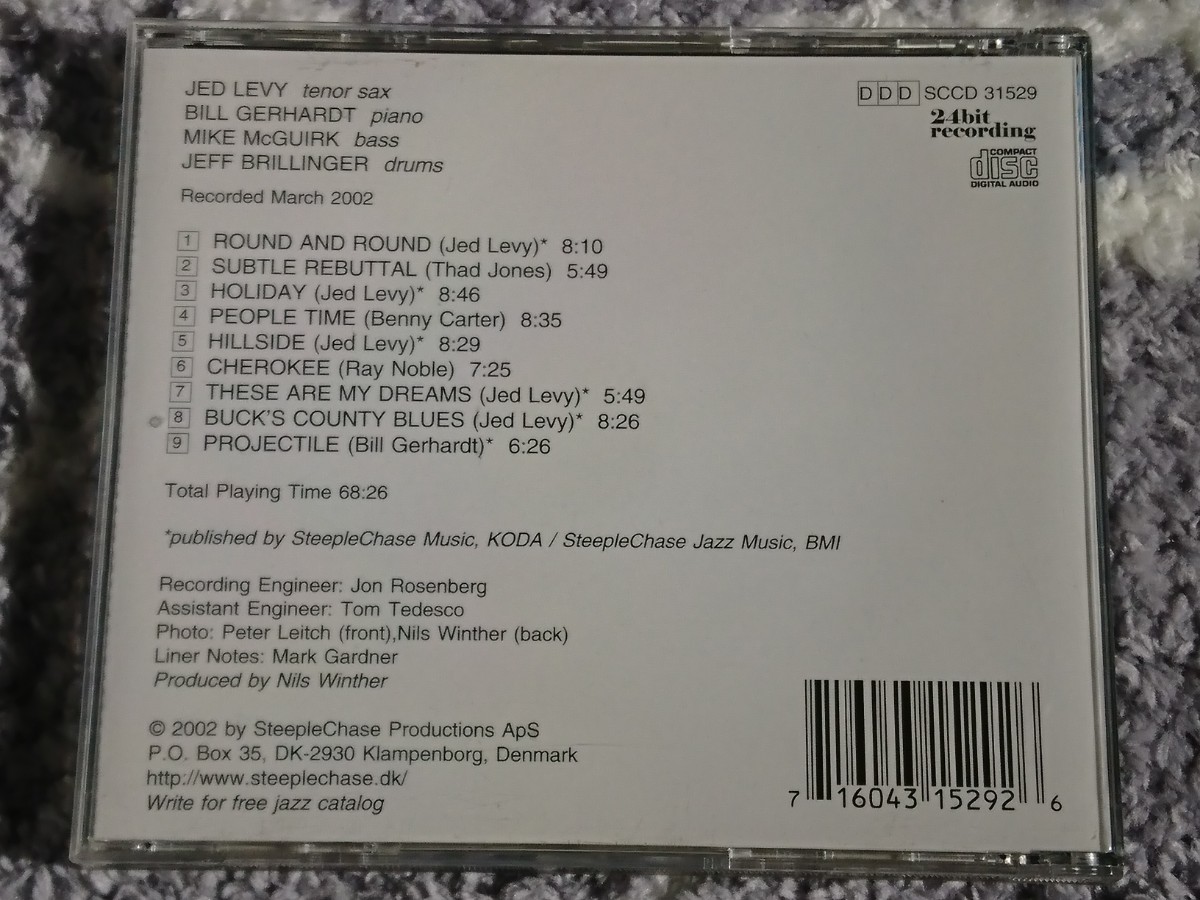 JED LEVY tenor sax
BILL GERHARDT piano
MIKE McGUIRK bass
JEFF BRILLINGER drums
Recorded March 2002
DDD SCCD 31529
24bit
recording
COMPACT
disc
DIGITAL AUDIO
1 ROUND AND ROUND (Jed Levy)* 8:10
2 SUBTLE REBUTTAL (Thad Jones) 5:49
3 HOLIDAY (Jed Levy)* 8:46
4 PEOPLE TIME (Benny Carter) 8:35
5 HILLSIDE (Jed Levy)* 8:29
6 CHEROKEE (Ray Noble) 7:25
7 THESE ARE MY DREAMS (Jed Levy)* 5:49
8 BUCK'S COUNTY BLUES (Jed Levy)* 8:26
9 PROJECTILE (Bill Gerhardt)* 6:26
Total Playing Time 68:26
*published by SteepleChase Music, KODA / SteepleChase Jazz Music, BMI
Recording Engineer: Jon Rosenberg
Assistant Engineer: Tom Tedesco
Photo: Peter Leitch (front),Nils Winther (back)
Liner Notes: Mark Gardner
Produced by Nils Winther
© 2002 by SteepleChase Productions ApS
P.O. Box 35, DK-2930 Klampenborg, Denmark
http://www.steeplechase.dk/
Write for free jazz catalog
7 16043 15292 6